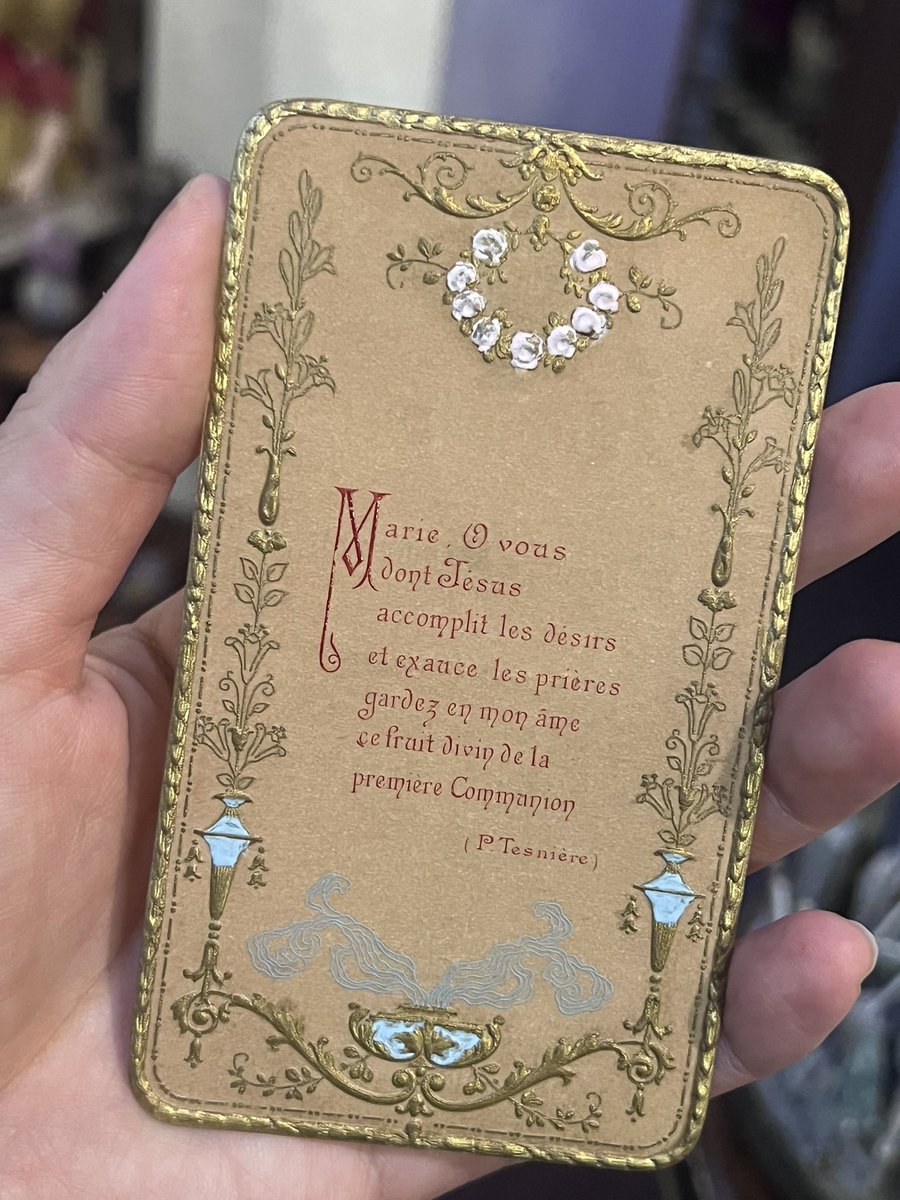 Marie, O vous
dont Jésus
accomplit les désirs
et exauce les prières
gardez en mon âme
ce fruit divin de la
première Communion
(P. Tesnière)